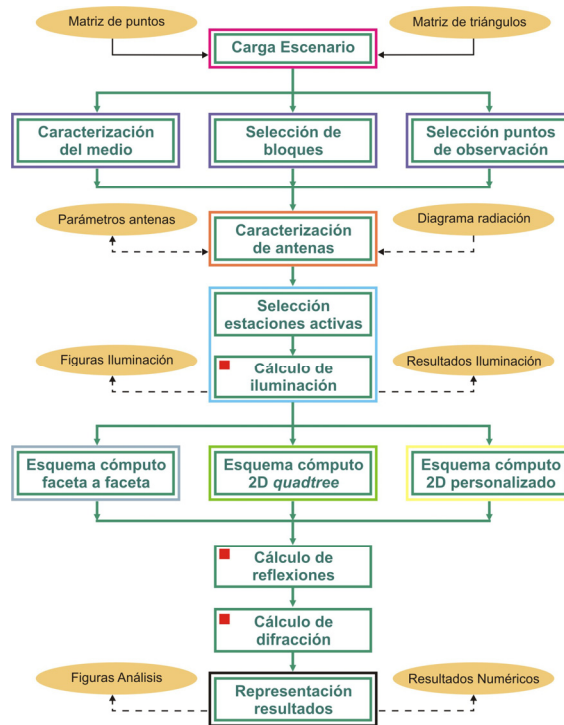 Matriz de puntos
Matriz de triángulos
Carga Escenario
Caracterización
del medio
Selección de
bloques
Selección puntos
de observación
Parámetros antenas
Diagrama radiación
Caracterización
de antenas
Selección
estaciones activas
Figuras Iluminación
Resultados Iluminación
Cálculo de
iluminación
Esquema cómputo
faceta a faceta
Esquema cómputo
2D quadtree
Esquema cómputo
2D personalizado
Cálculo de
reflexiones
Cálculo de
difracción
Figuras Análisis
Resultados Numéricos
Representación
resultados